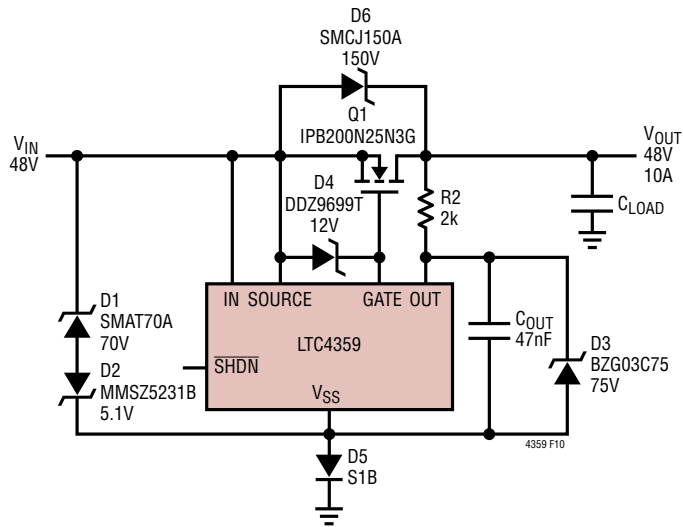 D6
SMCJ150A
150V
Q1
IPB200N25N3G
VIN
48V
VOUT
48V
10A
D4
DDZ9699T
12V
R2
2k
CLOAD
IN SOURCE GATE OUT
D1
SMAT70A
70V
LTC4359
COUT
47nF
D3
BZG03C75
75V
SHDN
D2
MMSZ5231B
5.1V
VSS
4359 F10
D5
S1B